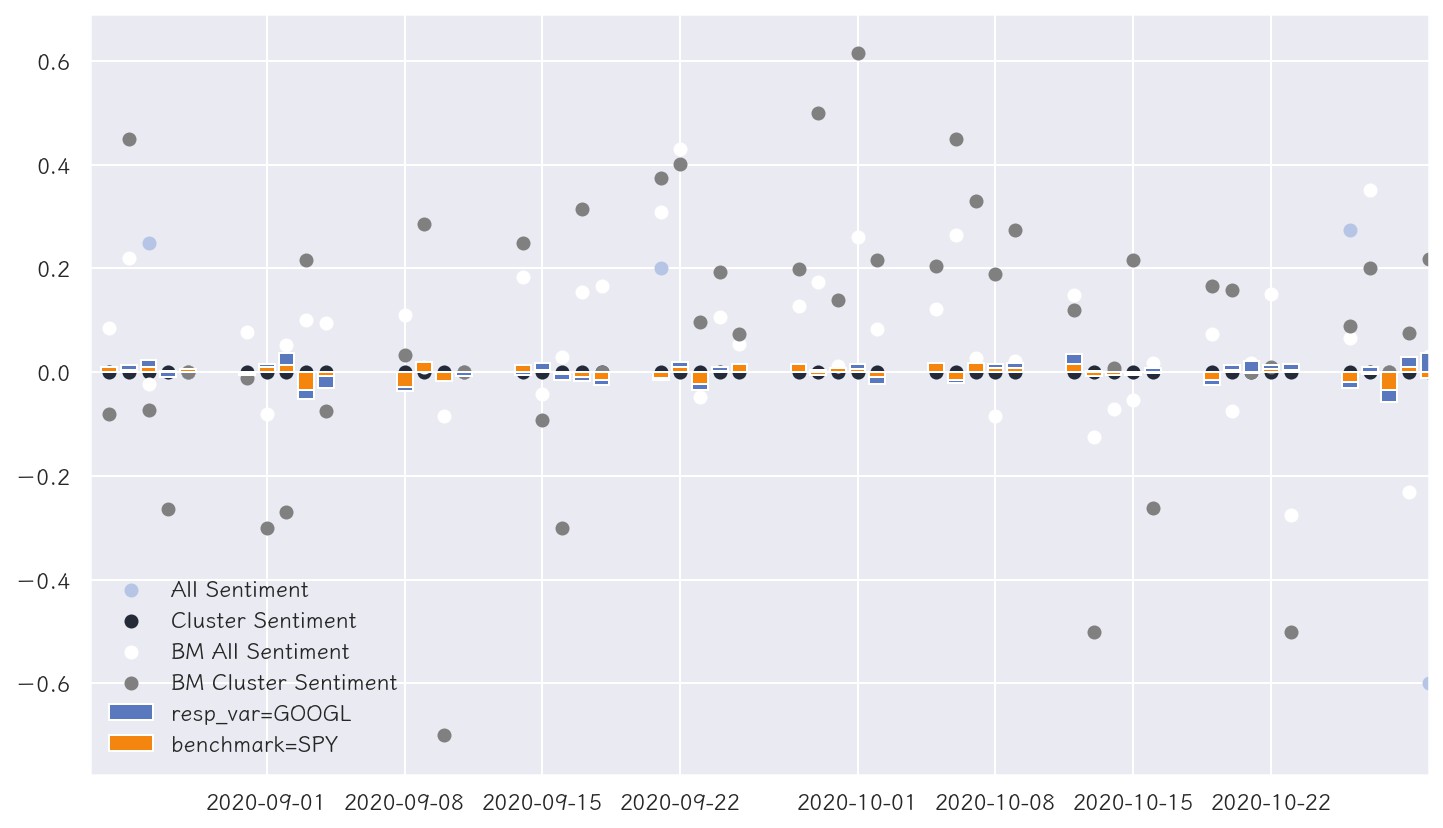 0.6
0.4
0.2
0.0
−0.2
−0.4
−0.6
All Sentiment
Cluster Sentiment
BM All Sentiment
BM Cluster Sentiment
resp_var=GOOGL
benchmark=SPY
2020-09-01 2020-09-08 2020-09-15 2020-09-22 2020-10-01 2020-10-08 2020-10-15 2020-10-22